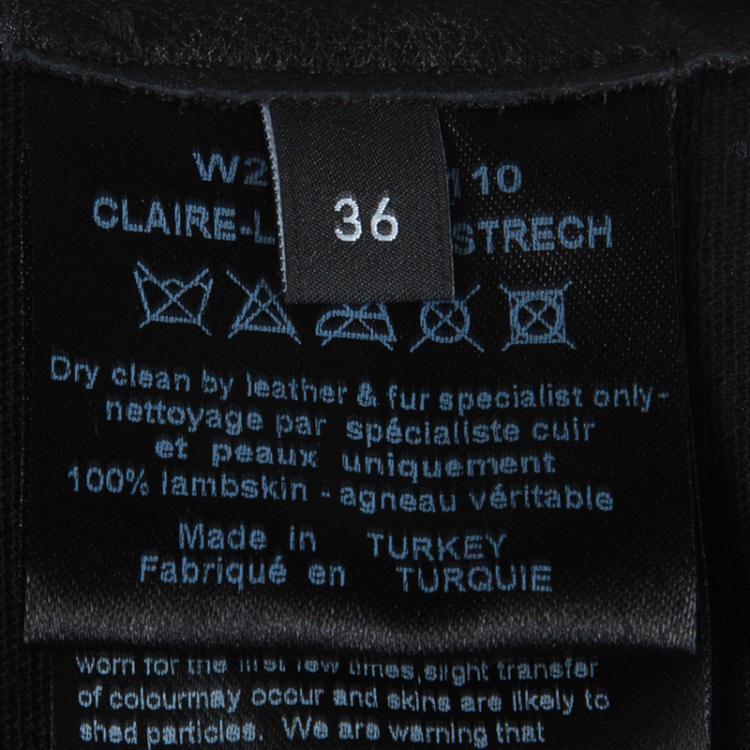 W2 110
CLAIRE-L STRECH
36
Dry clean by leather & fur specialist only-
nettoyage par spécialiste cuir
et peaux uniquement
100% lambskin - agneau véritable
Made in TURKEY
Fabriqué en TURQUIE
worn for the first few times, slight transfer
of colourmay occur and skins are likely to
shed particles. We are warning that